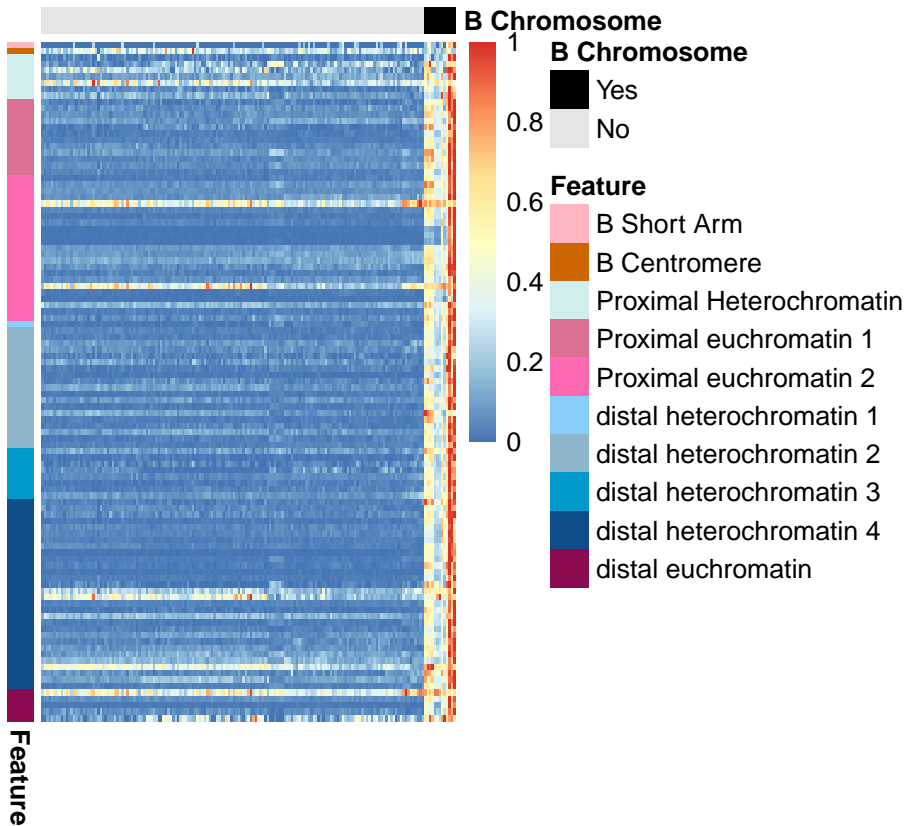 B Chromosome
1
0.8
0.6
0.4
0.2
0
B Chromosome
Yes
No
Feature
B Short Arm
B Centromere
Proximal Heterochromatin
Proximal euchromatin 1
Proximal euchromatin 2
distal heterochromatin 1
distal heterochromatin 2
distal heterochromatin 3
distal heterochromatin 4
distal euchromatin
Feature